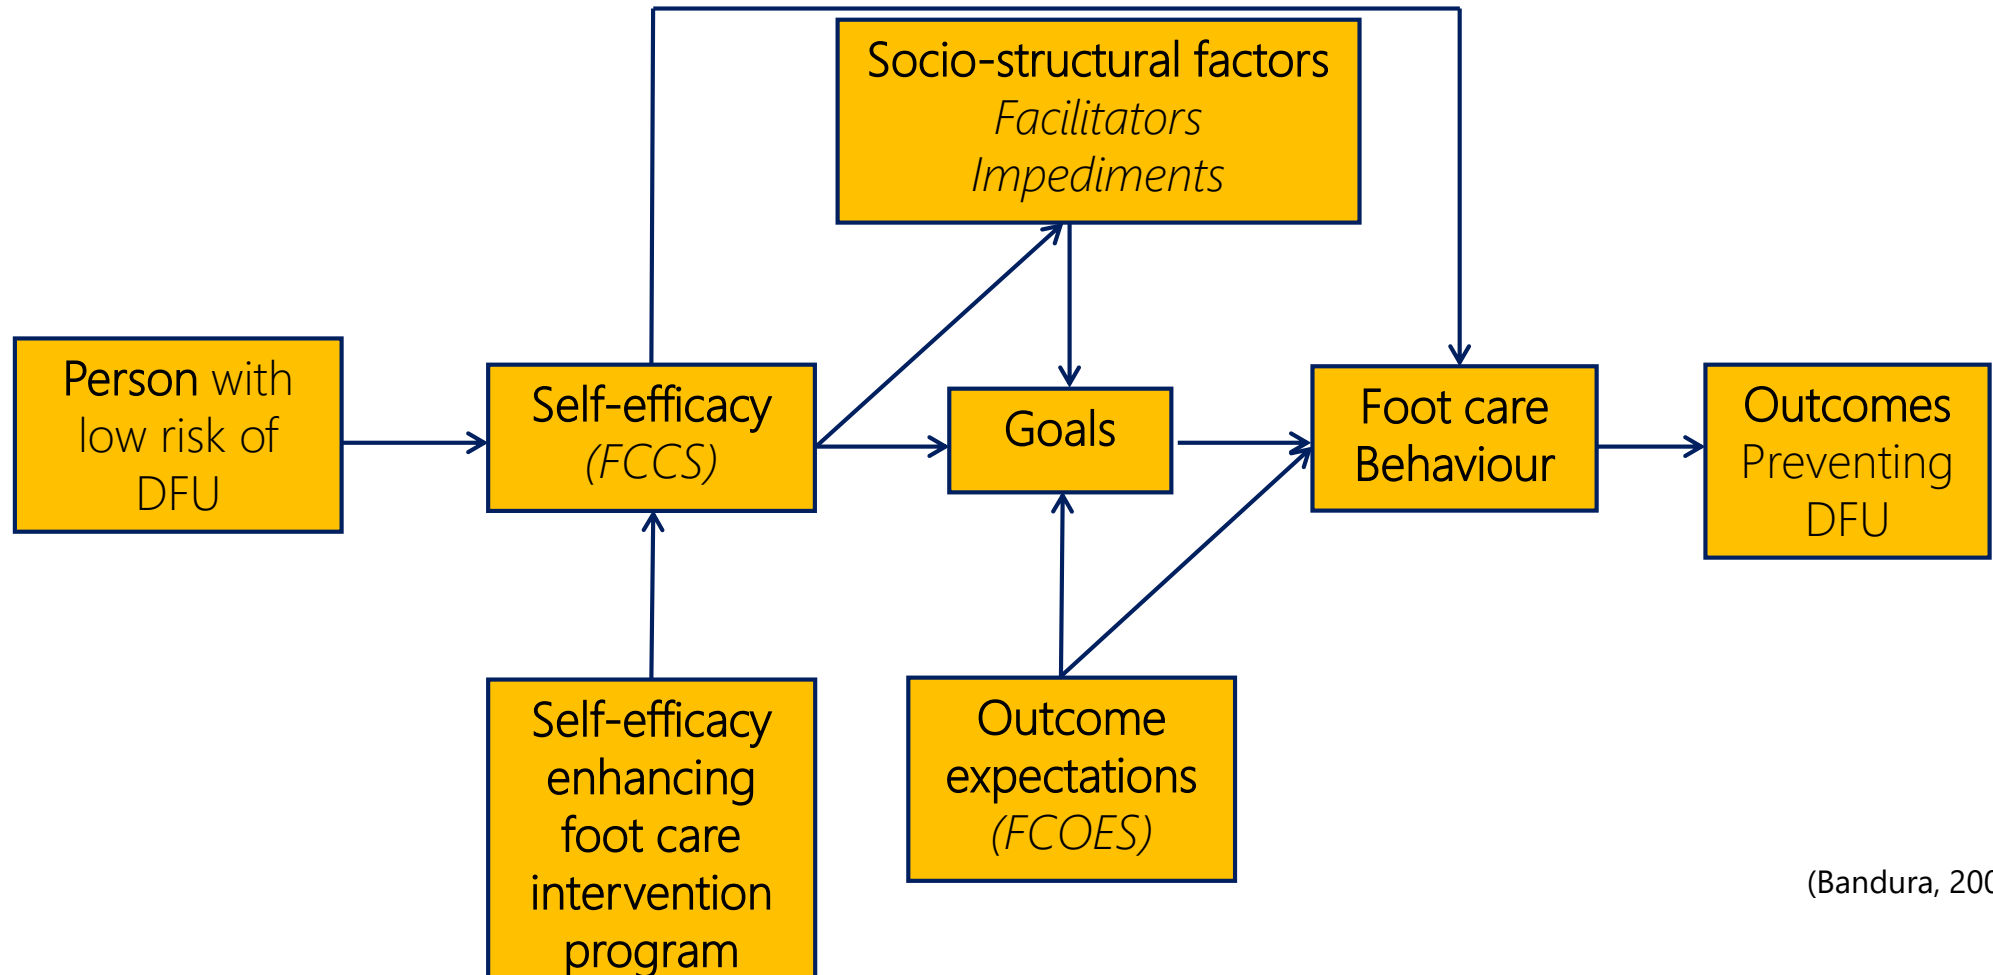 Socio-structural factors
Facilitators
Impediments
Person with
low risk of
DFU
Self-efficacy
(FCCS)
Goals
Foot care
Behaviour
Outcomes
Preventing
DFU
Self-efficacy
enhancing
foot care
intervention
program
Outcome
expectations
(FCOES)
(Bandura, 200